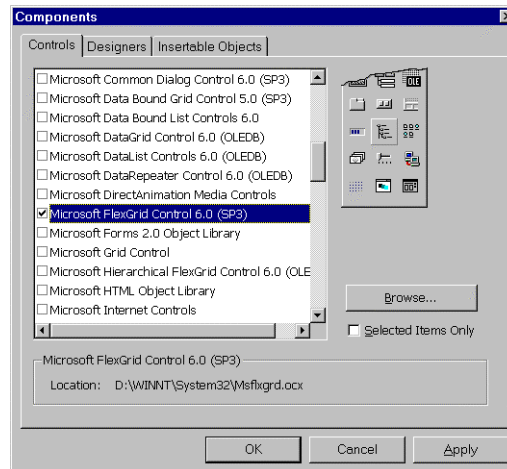 Components
Controls Designers Insertable Objects
Microsoft Common Dialog Control 6.0 (SP3)
Microsoft Data Bound Grid Control 5.0 (SP3)
Microsoft Data Bound List Controls 6.0
Microsoft DataGrid Control 6.0 (OLEDB)
Microsoft DataList Controls 6.0 (OLEDB)
Microsoft DataRepeater Control 6.0 (OLEDB)
Microsoft DirectAnimation Media Controls
Microsoft FlexGrid Control 6.0 (SP3)
Microsoft Forms 2.0 Object Library
Microsoft Grid Control
Microsoft Hierarchical FlexGrid Control 6.0 (OLE
Microsoft HTML Object Library
Microsoft Internet Controls
OLE
Browse...
Selected Items Only
Microsoft FlexGrid Control 6.0 (SP3)
Location: D:\WINNT\System32\Msflxgrd.ocx
OK Cancel Apply